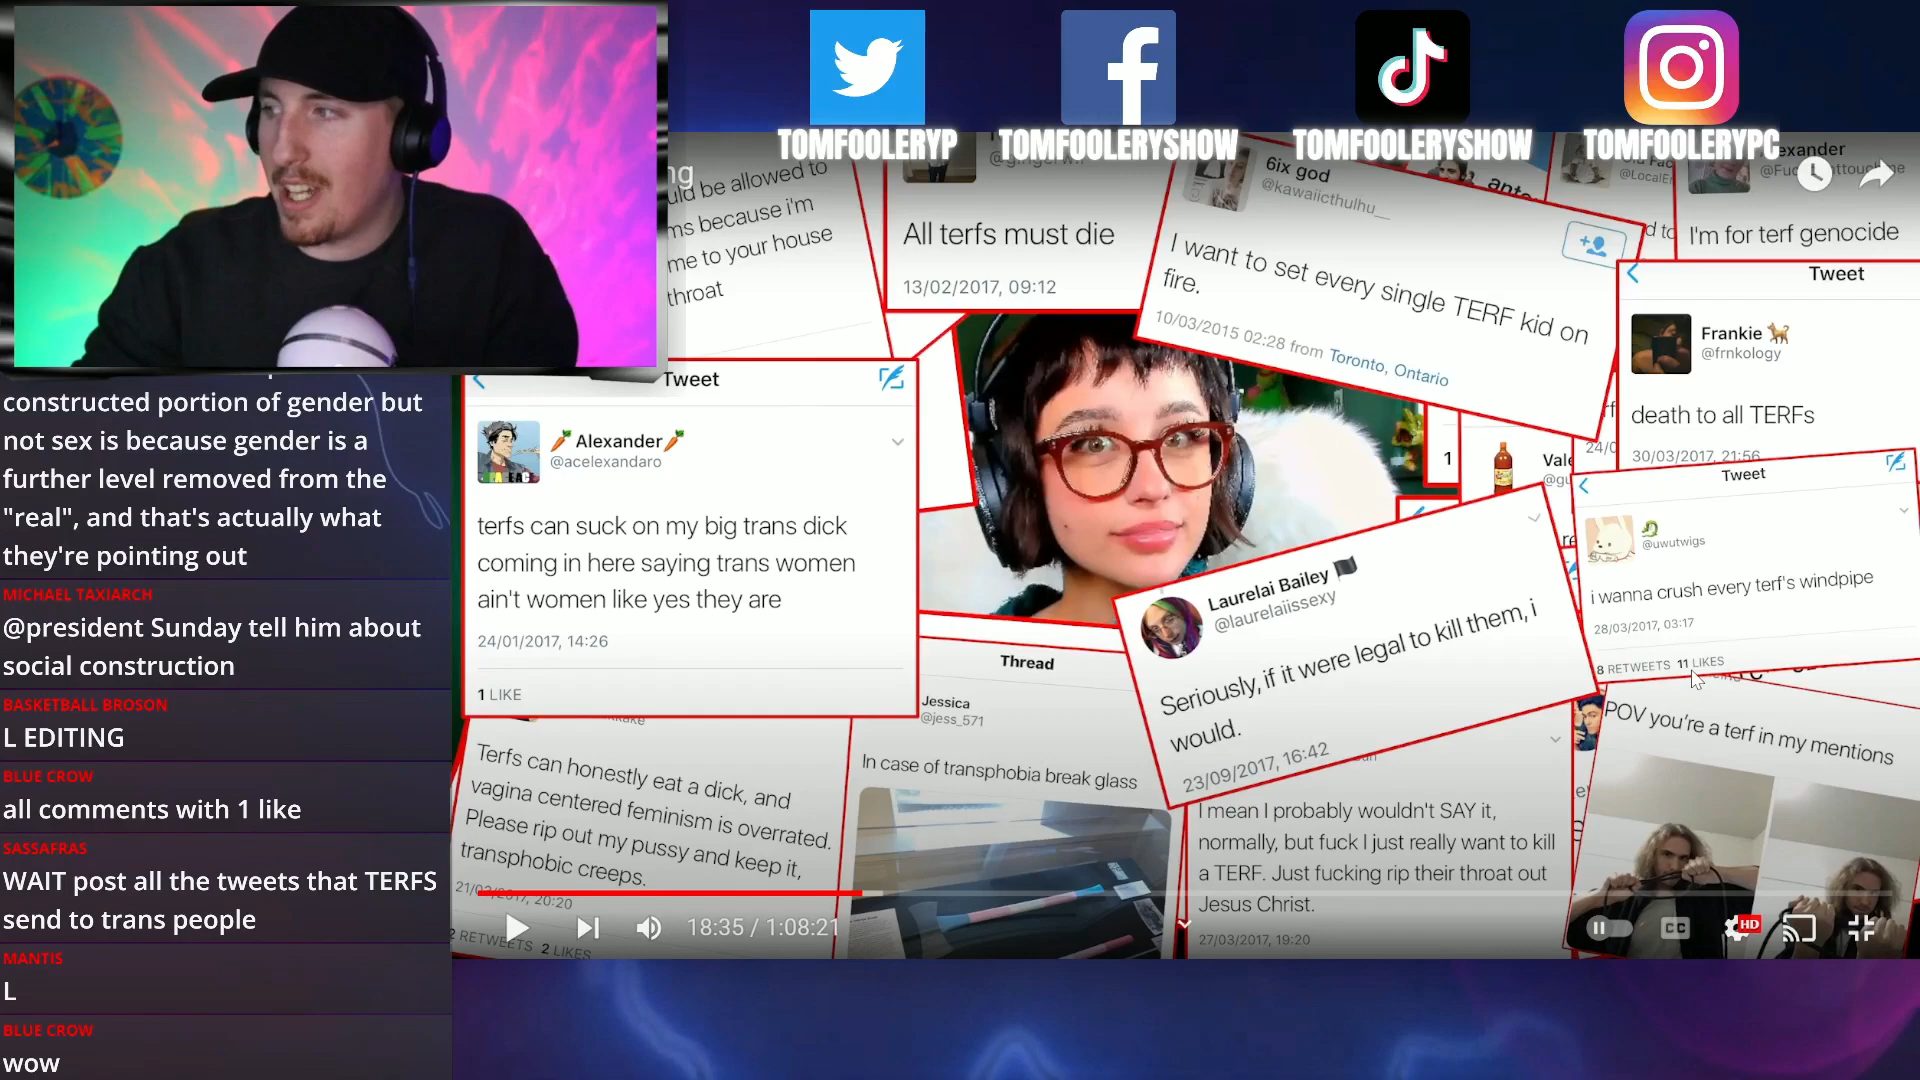 TOMFOOLERYP
TOMFOOLERYSHOW
TOMFOOLERYSHOW
TOMFOOLERYPC
ng
be allowed to
ms because i'm
me to your house
throat
All terfs must die
13/02/2017, 09:12
6ix god
@kawaiicthulhu__
I want to set every single TERF kid on
fire.
10/03/2015 02:28 from Toronto, Ontario
I'm for terf genocide
Tweet
Frankie
@frnkology
death to all TERFs
30/03/2017, 21:56
Tweet
Alexander
@acelexandaro
terfs can suck on my big trans dick
coming in here saying trans women
ain't women like yes they are
24/01/2017, 14:26
1 LIKE
1
Tweet
@uwutwigs
i wanna crush every terf's windpipe
28/03/2017, 03:17
8 RETWEETS 11 LIKES
Laurelai Bailey
@laurelaiissexy
Seriously, if it were legal to kill them, i
would.
23/09/2017, 16:42
Thread
Jessica
@jess_571
In case of transphobia break glass
Terfs can honestly eat a dick, and
vagina centered feminism is overrated.
Please rip out my pussy and keep it,
transphobic creeps.
20:20
2 RETWEETS 2 LIKES
I mean I probably wouldn't SAY it,
normally, but fuck I just really want to kill
a TERF. Just fucking rip their throat out
Jesus Christ.
27/03/2017, 19:20
POV you're a terf in my mentions
18:35 / 1:08:21
CC
HD
constructed portion of gender but
not sex is because gender is a
further level removed from the
"real", and that's actually what
they're pointing out
MICHAEL TAXIARCH
@president Sunday tell him about
social construction
BASKETBALL BROSON
L EDITING
BLUE CROW
all comments with 1 like
SASSAFRAS
WAIT post all the tweets that TERFS
send to trans people
MANTIS
L
BLUE CROW
wow